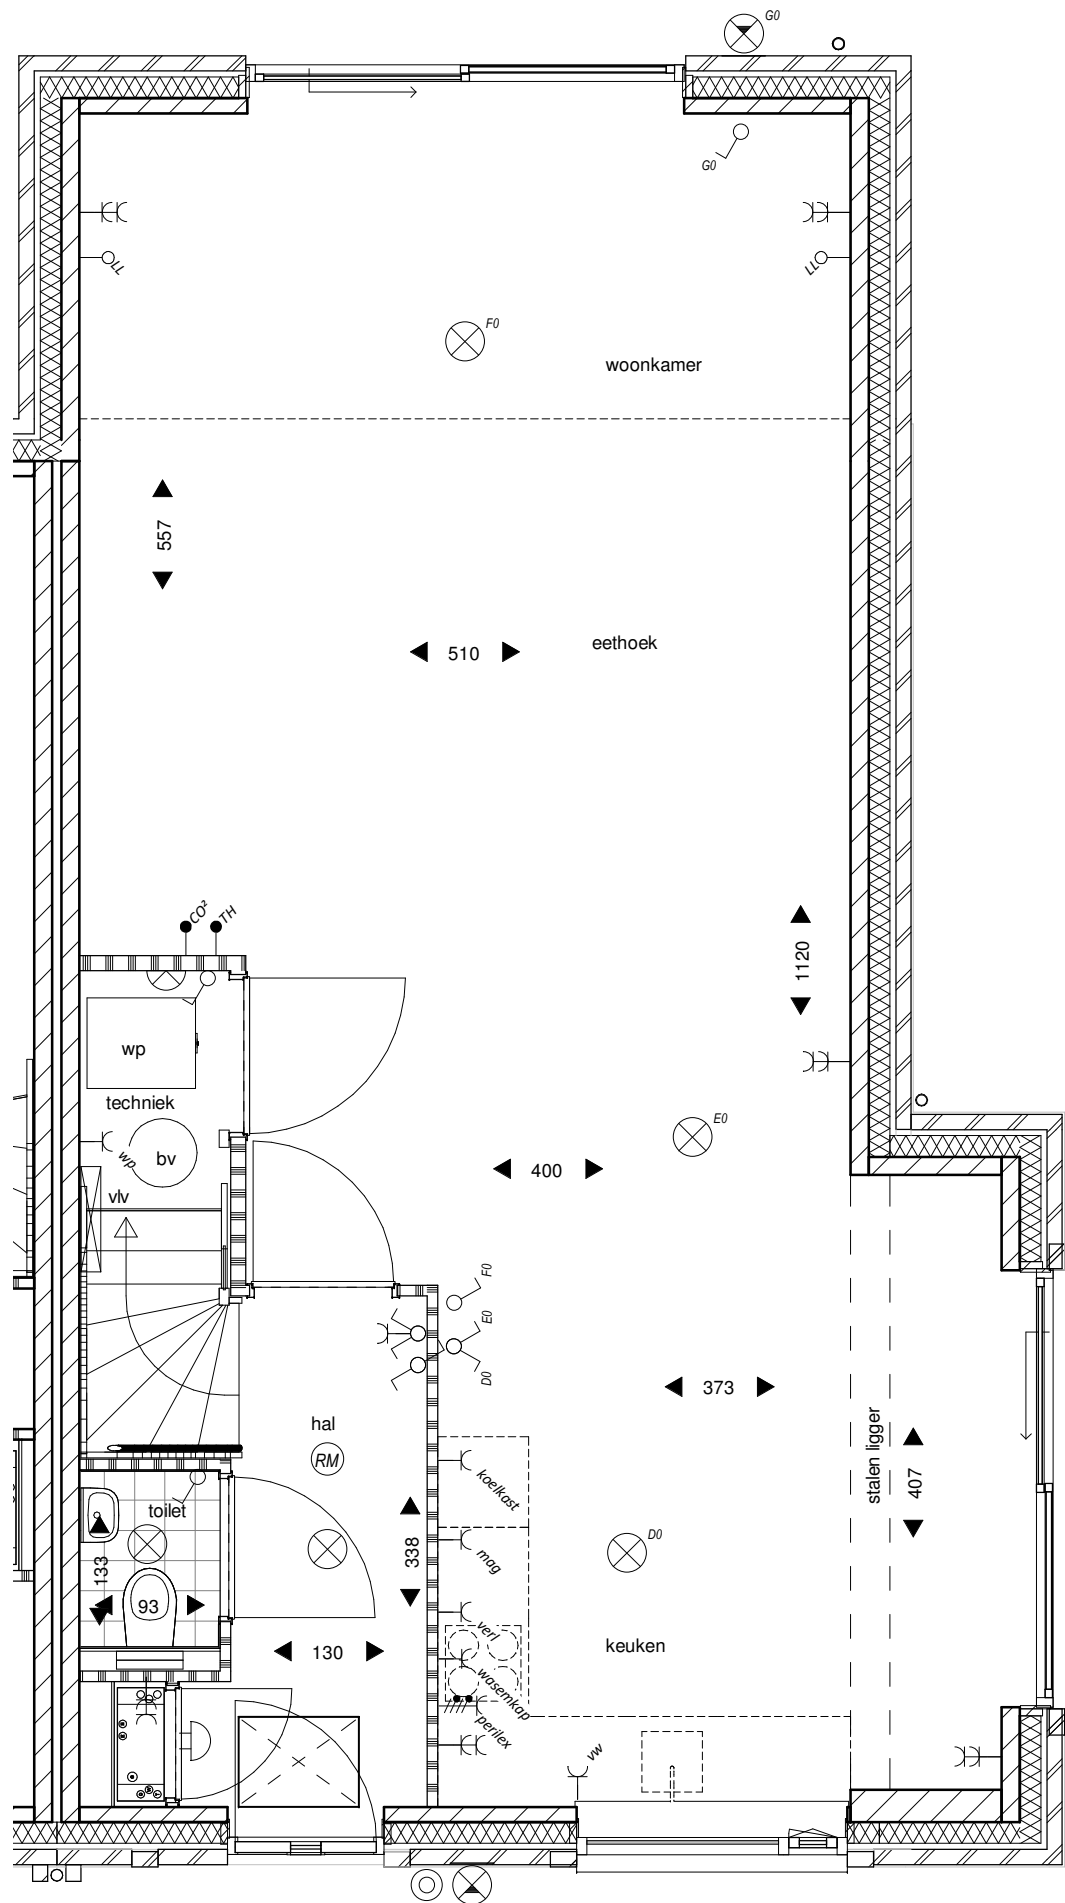 G0
G0
LL
LL
F0
woonkamer
557
510
eethoek
CO²
TH
1120
wp
techniek
wp
bv
E0
400
vlv
F0
E0
D0
373
hal
RM
stalen ligger
407
koelkast
toilet
338
mag
D0
133
93
verl
keuken
130
wasemkap
perilex
vw